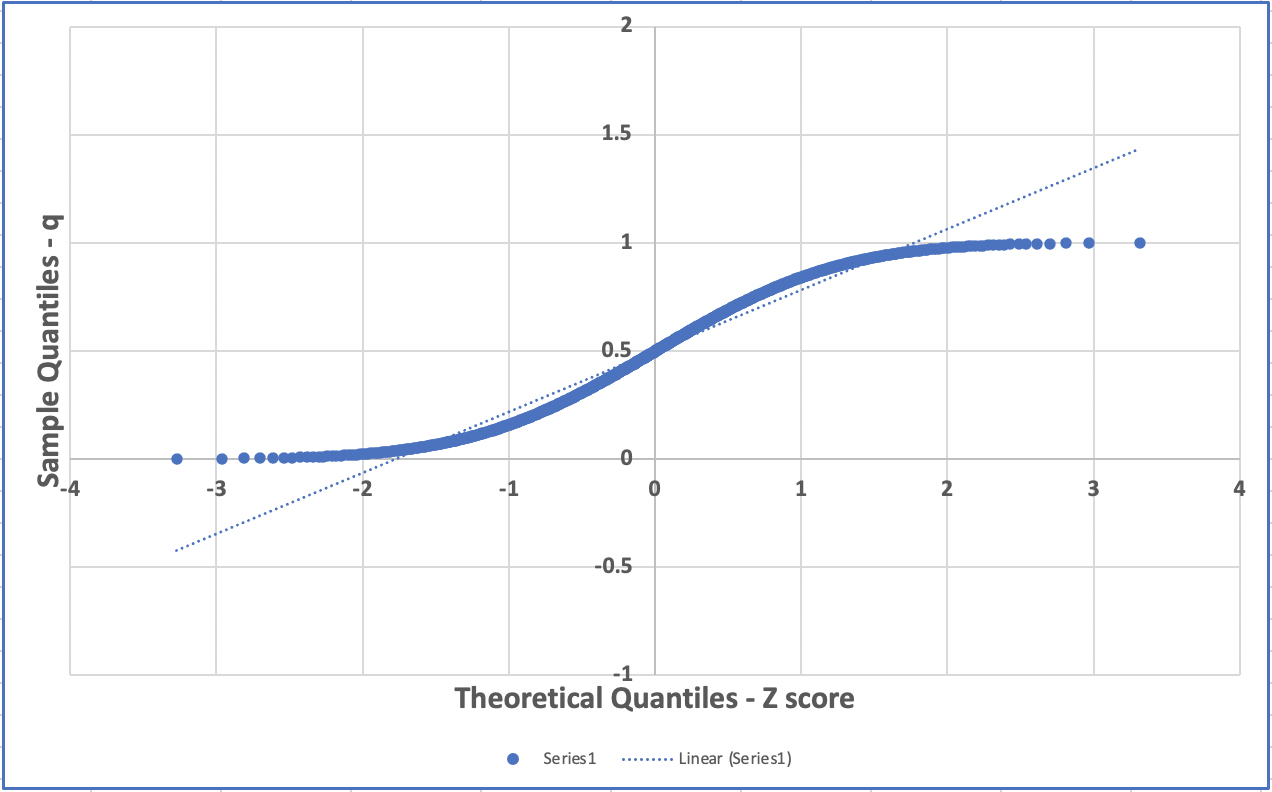 2
1.5
1
0.5
0
-0.5
-1
-4 -3 -2 -1 0 1 2 3 4
Sample Quantiles - q
Theoretical Quantiles - Z score
Series1 Linear (Series1)